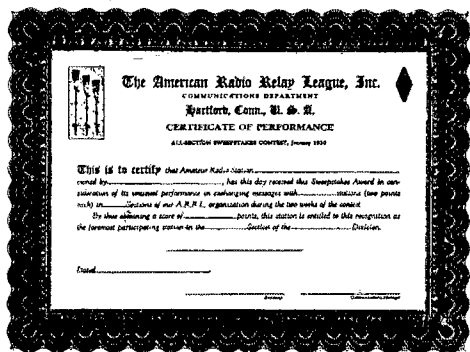 The American Radio Relay League, Inc.
COMMUNICATIONS DEPARTMENT
Hartford, Conn., U. S. A.
CERTIFICATE OF PERFORMANCE
ALL-SECTION SWEEPSTAKES CONTEST, January 1930
This is to certify that Amateur Radio Station
owned by has this day received this Sweepstakes Award in con-
sideration of its unusual performance in exchanging messages with stations (two points
each) in Sections of our A.R.R.L. organization during the two weeks of the contest.
By thus obtaining a score of points, this station is entitled to this recognition as
the foremost participating station in the Section of the Division.
Dated
Secretary Communications Manager